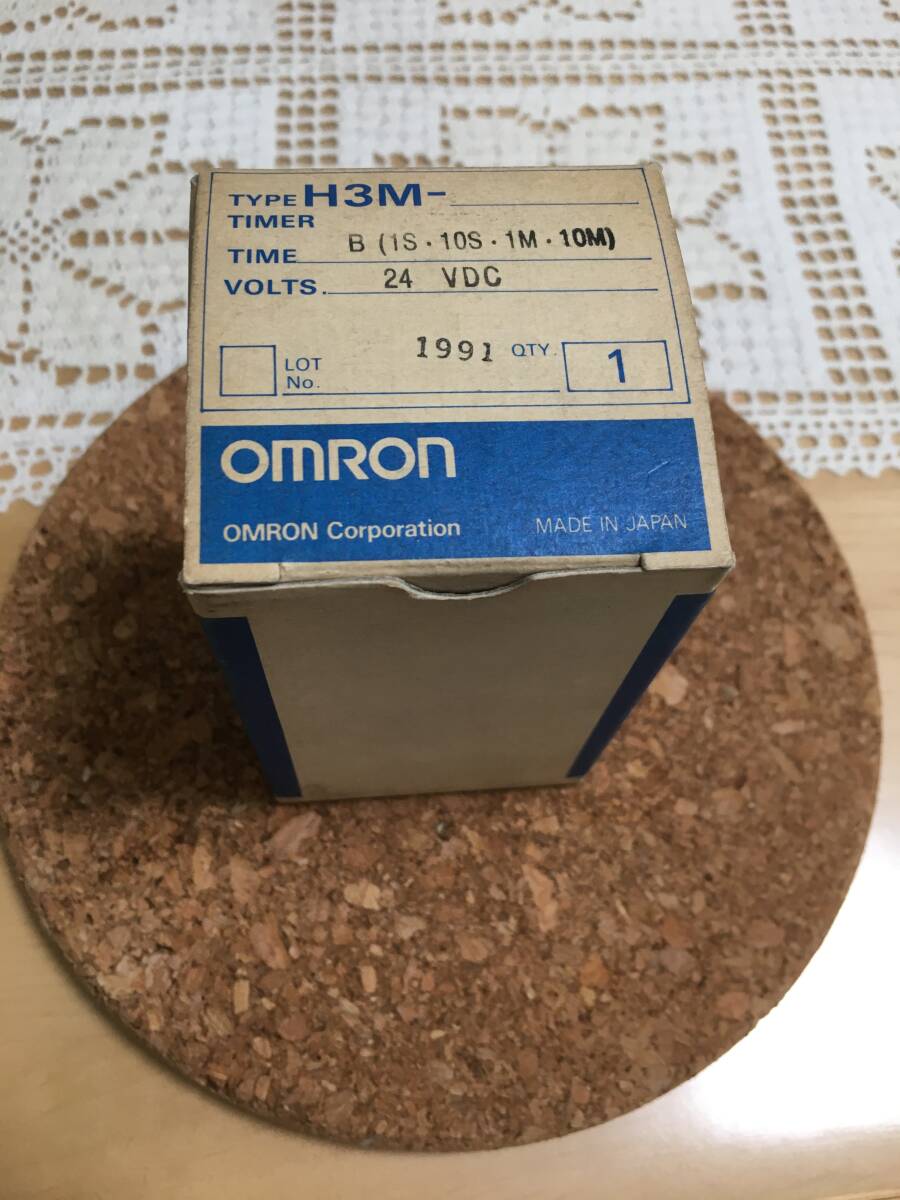 TYPE H3M-
TIMER
TIME B (1S·10S·1M·10M)
VOLTS. 24 VDC
LOT No. 1991 QTY. 1
OMRON
OMRON Corporation MADE IN JAPAN